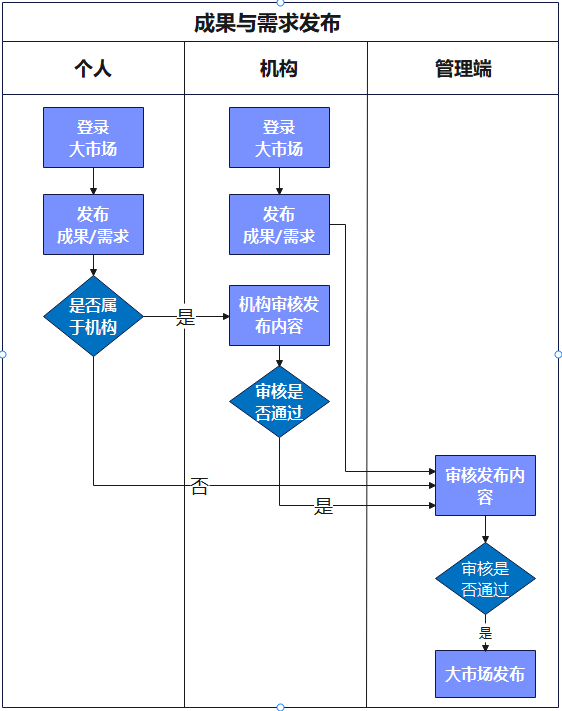 成果与需求发布
个人
机构
管理端
登录
大市场
登录
大市场
发布
成果/需求
发布
成果/需求
是否属
于机构
是
机构审核发
布内容
审核是
否通过
否
是
审核发布内
容
审核是
否通过
是
大市场发布